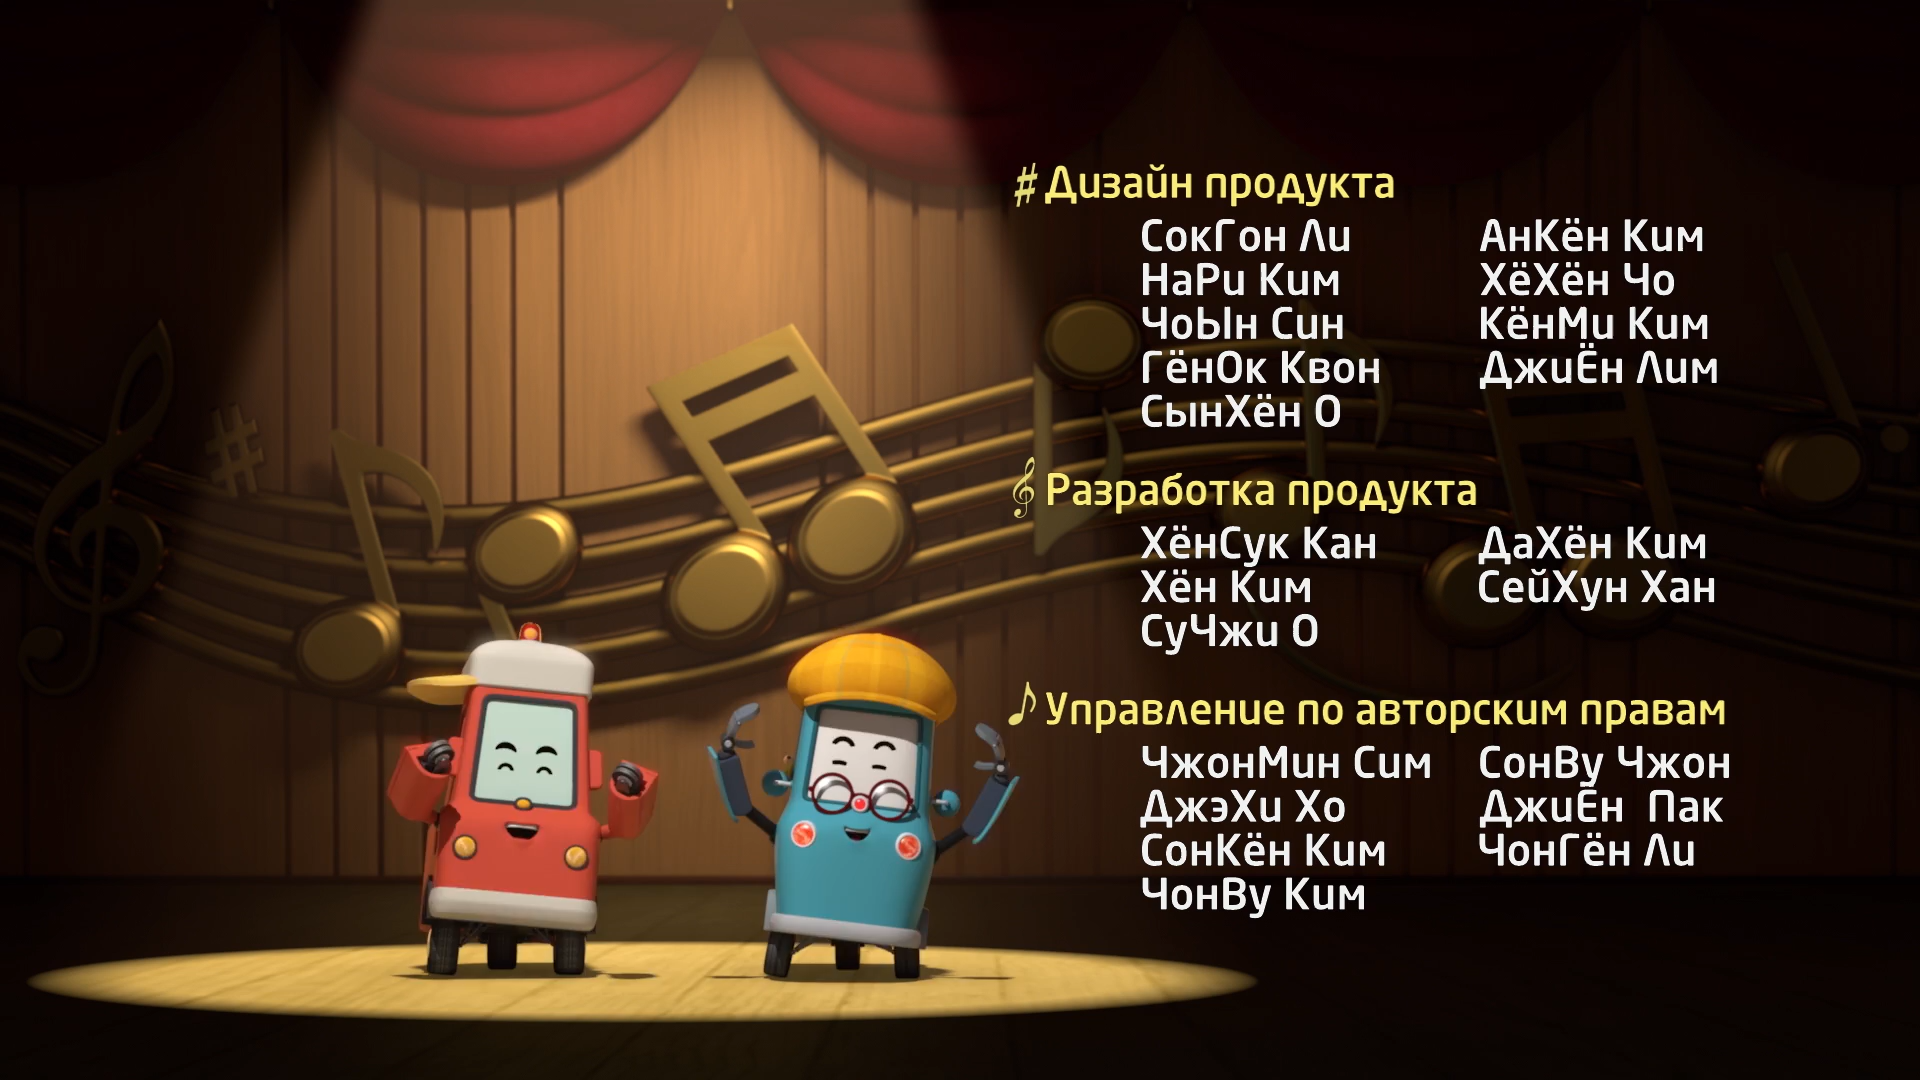 #Дизайн продукта
СокГон Ли АнКён Ким
НаРи Ким ХёХён Чо
ЧоЫн Син КёнМи Ким
ГёнОк Квон ДжиЁн Лим
СынХён О
Разработка продукта
ХёнСук Кан ДаХён Ким
Хён Ким СейХун Хан
СуЧжи О
Управление по авторским правам
ЧжонМин Сим СонВу Чжон
ДжэХи Хо ДжиЁн Пак
СонКён Ким ЧонГён Ли
ЧонВу Ким